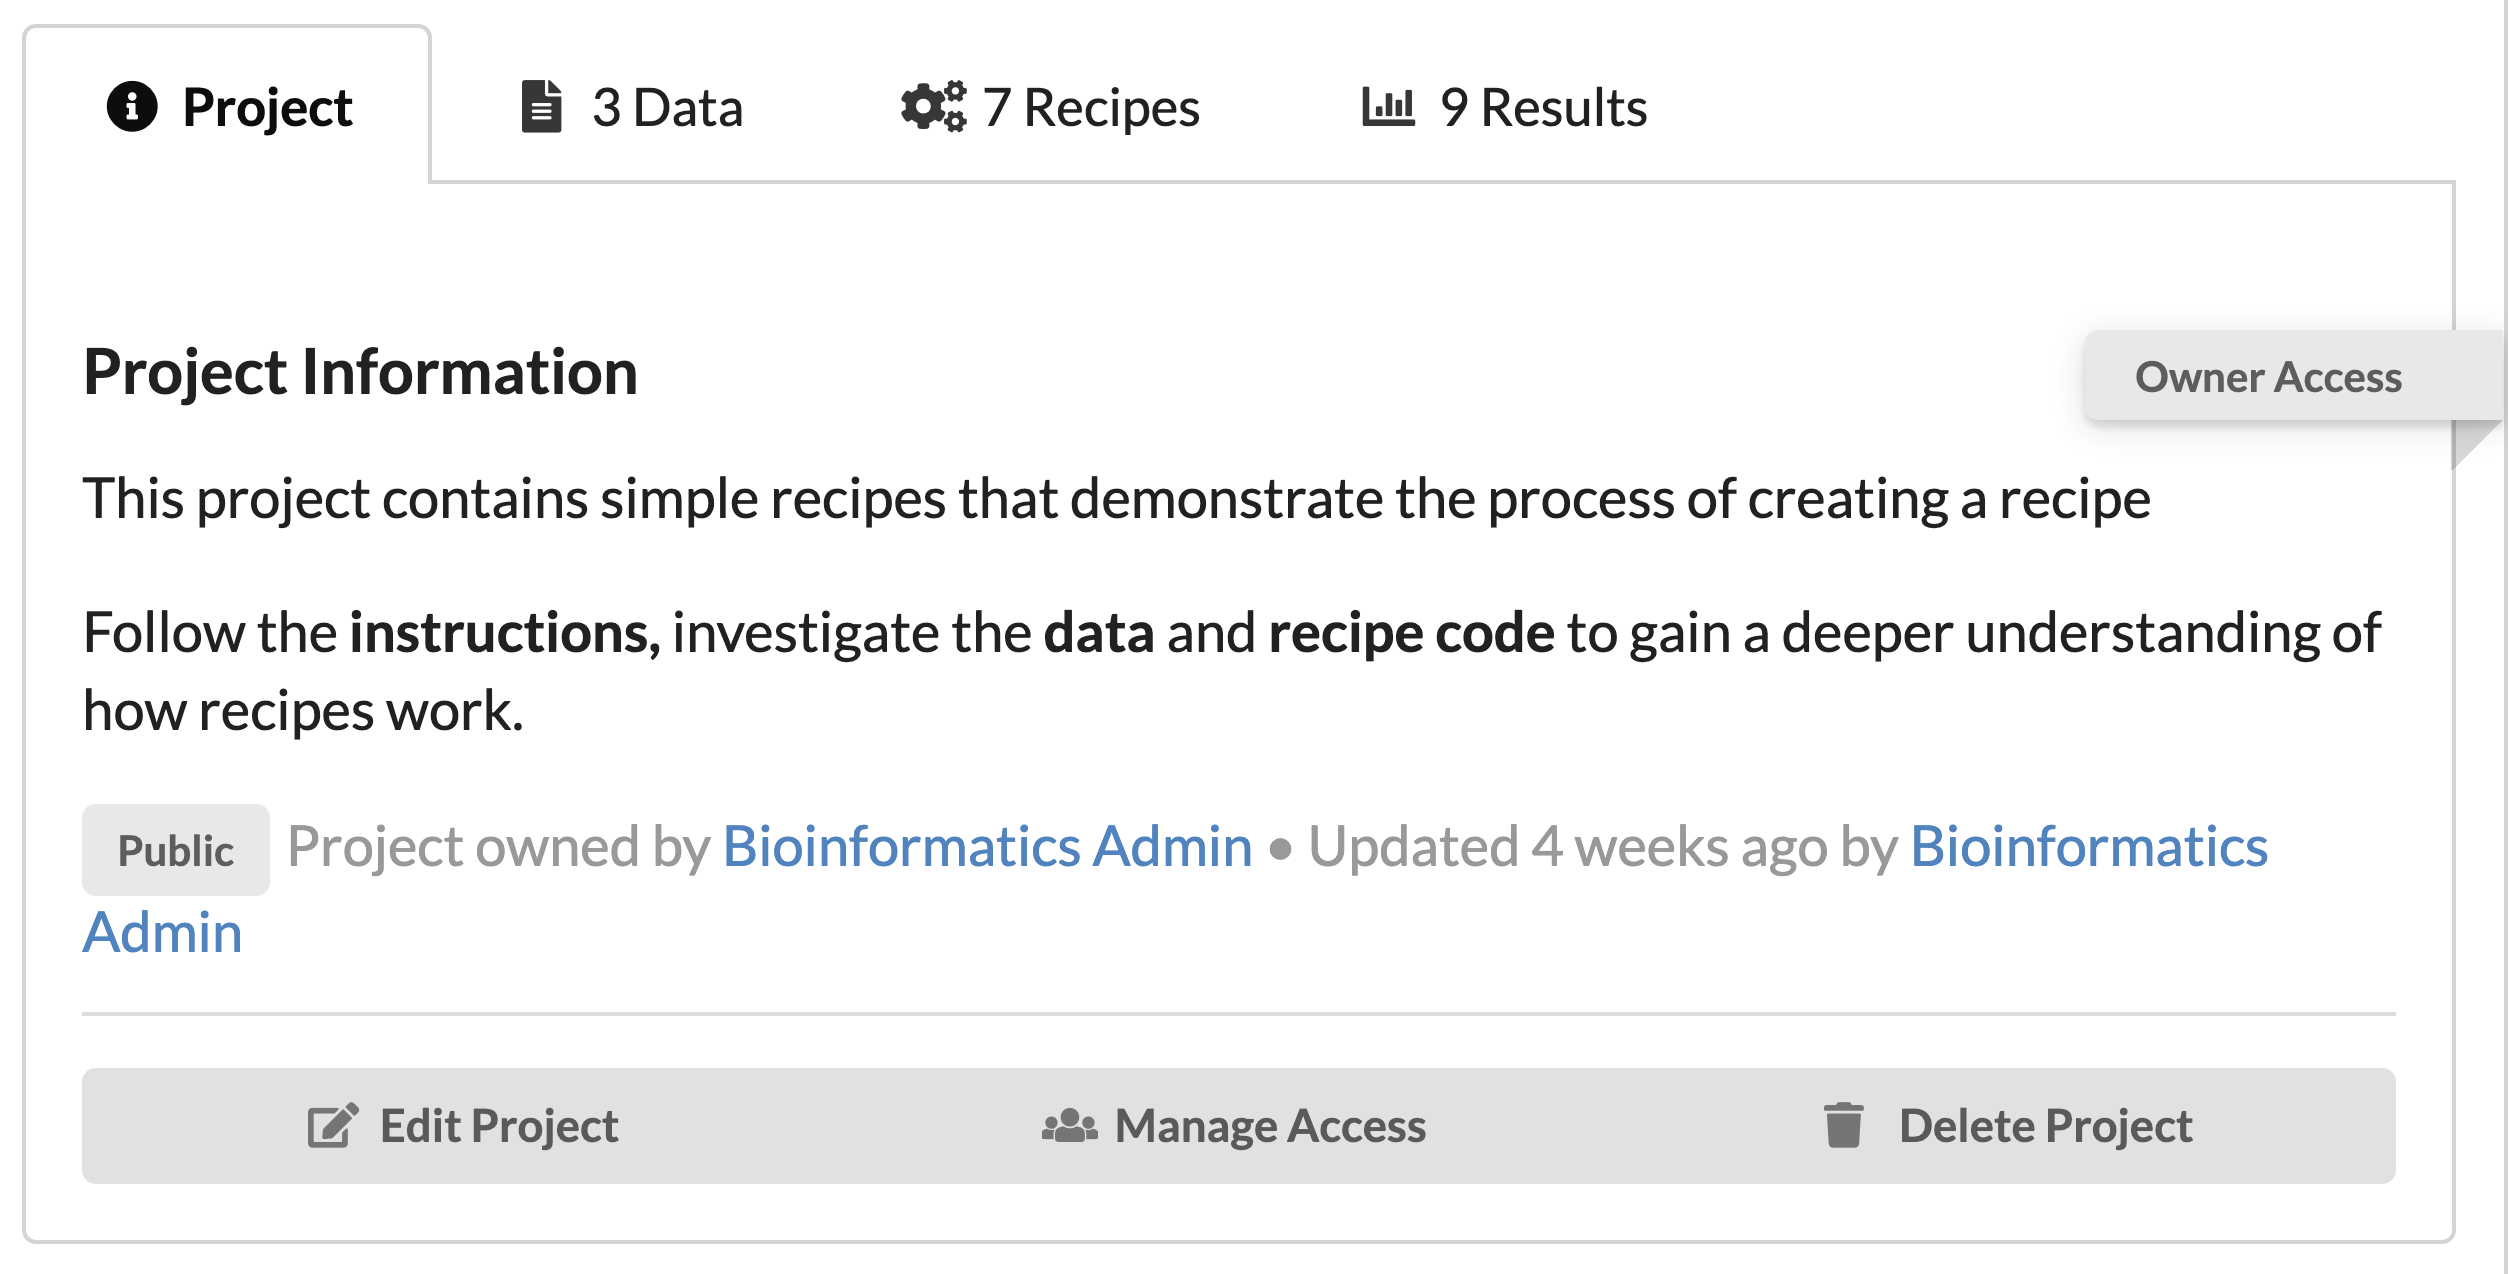 Project
3 Data
7 Recipes
9 Results
Project Information
Owner Access
This project contains simple recipes that demonstrate the process of creating a recipe
Follow the instructions, investigate the data and recipe code to gain a deeper understanding of
how recipes work.
Public Project owned by Bioinformatics Admin • Updated 4 weeks ago by Bioinformatics
Admin
Edit Project
Manage Access
Delete Project